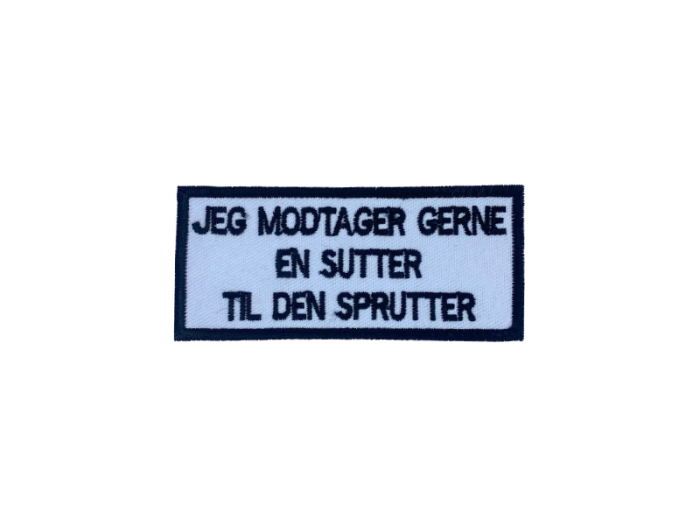 JEG MODTAGER GERNE
EN SUTTER
TIL DEN SPRUTTER